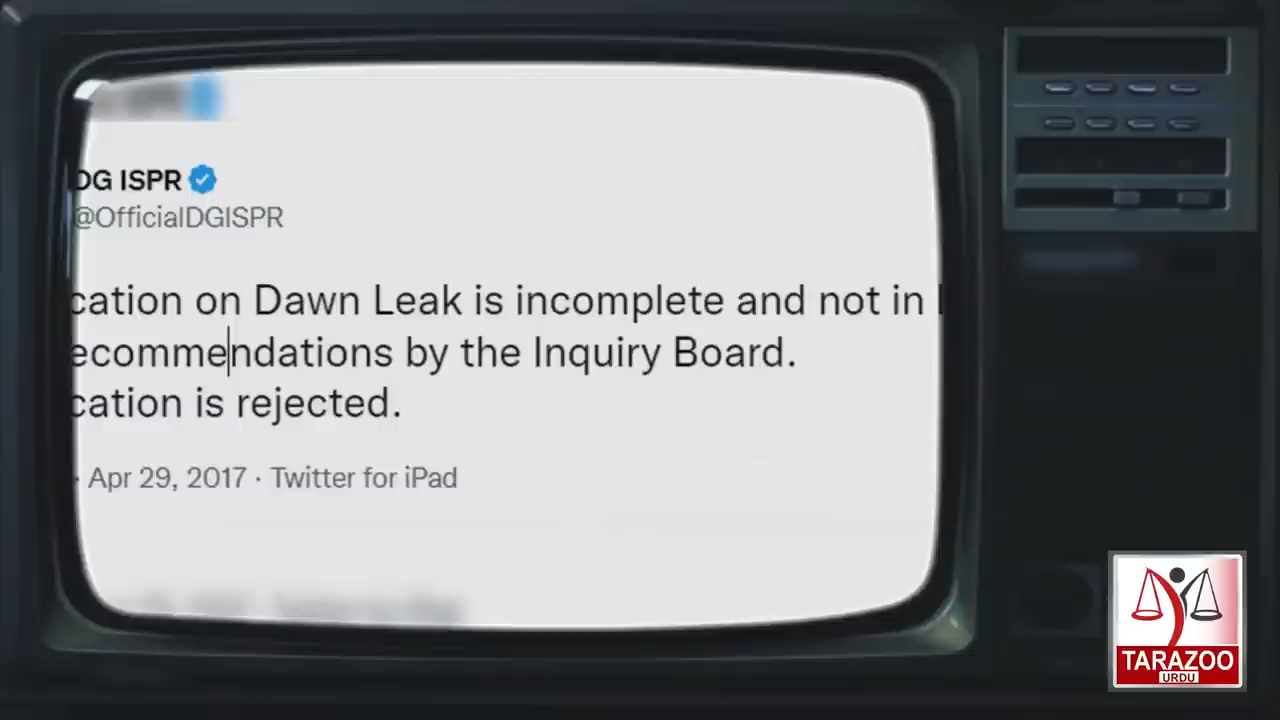 DG ISPR
@OfficialDGISPR
cation on Dawn Leak is incomplete and not in
ecommendations by the Inquiry Board.
cation is rejected.
· Apr 29, 2017 · Twitter for iPad
TARAZOO
URDU